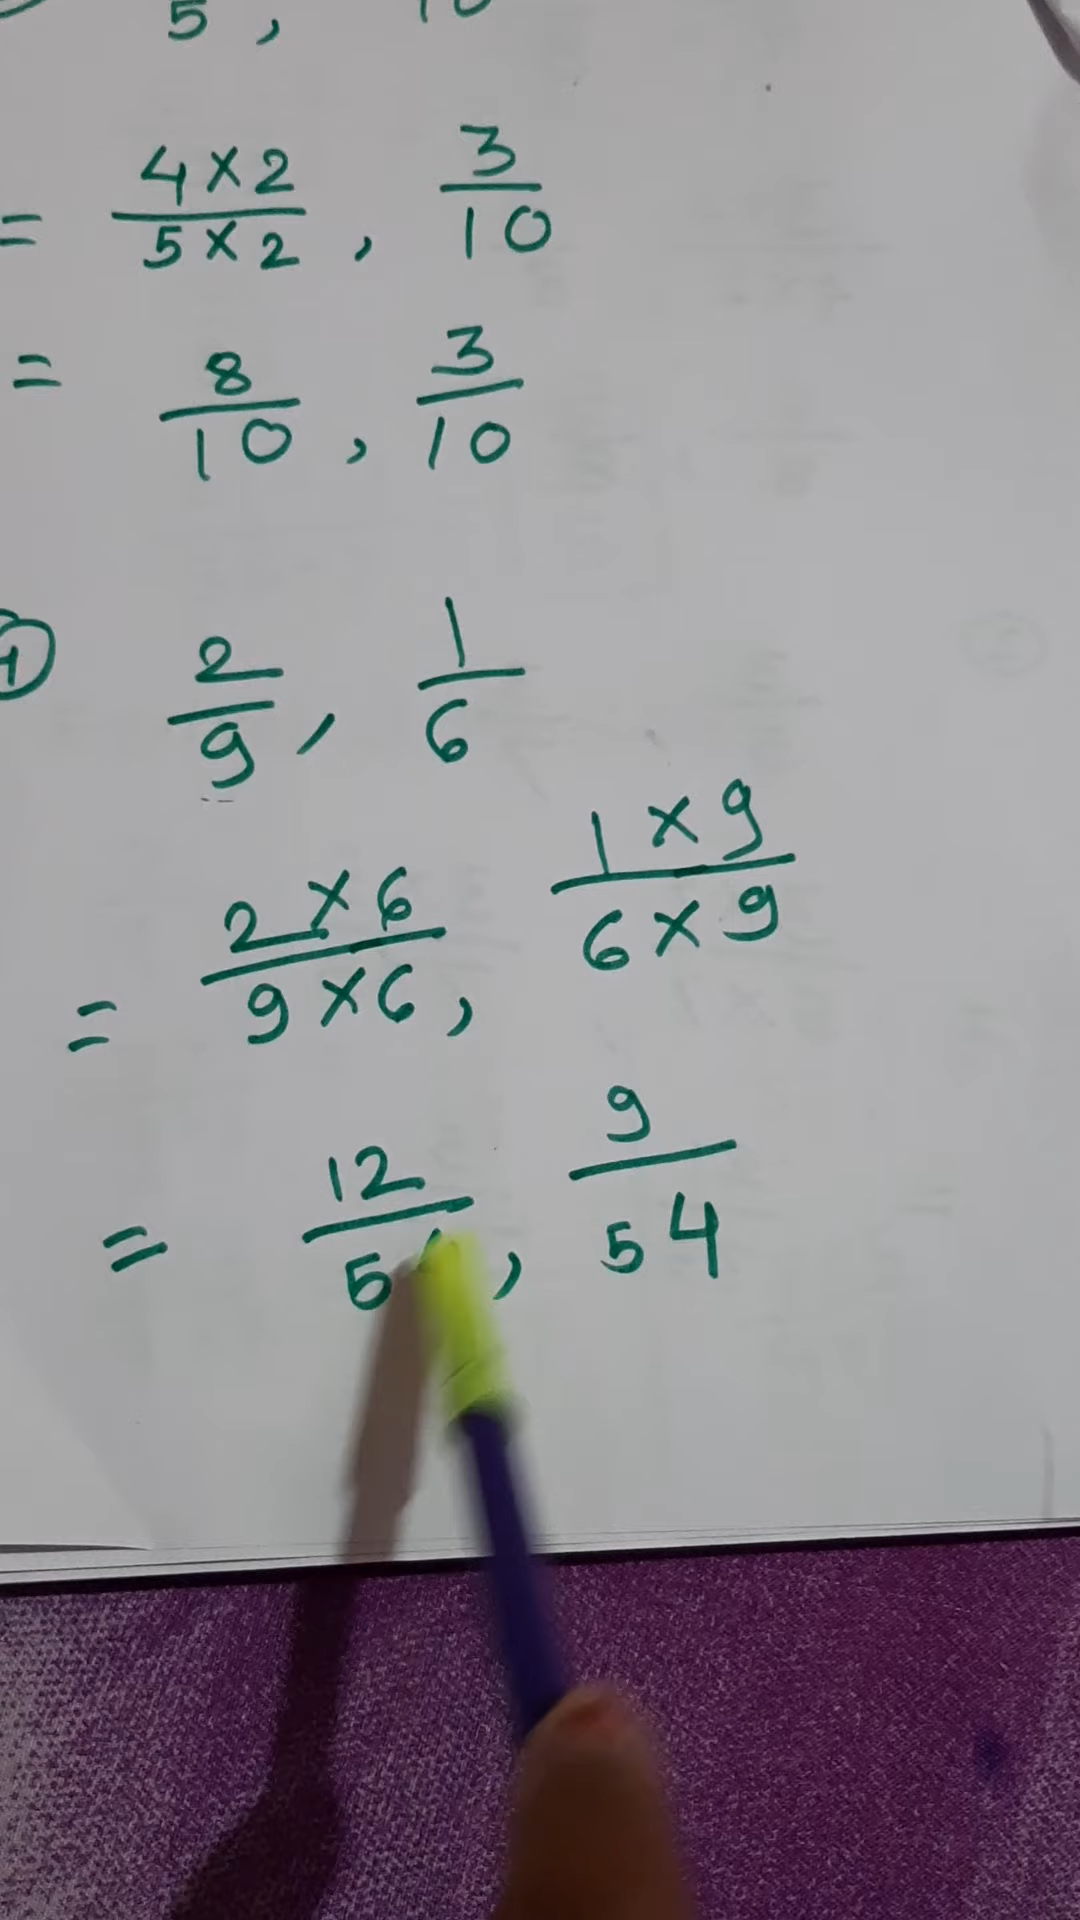 5 ,
= 4 × 2 / 5 × 2 , 3 / 10
= 8 / 10 , 3 / 10
2 / 9 , 1 / 6
= 2 × 6 / 9 × 6 , 1 × 9 / 6 × 9
= 12 / 5 , 9 / 54